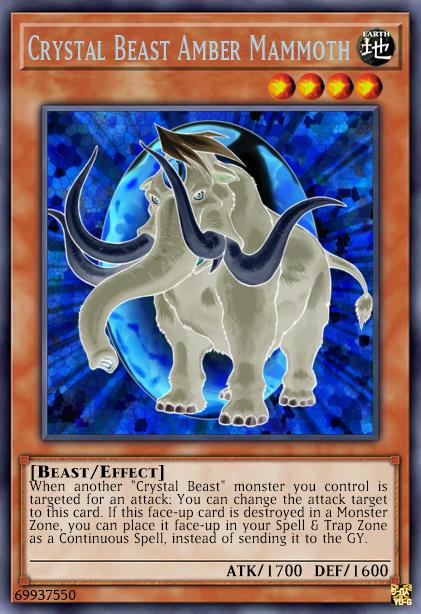 CRYSTAL BEAST AMBER MAMMOTH
EARTH
地
[BEAST/EFFECT]
When another "Crystal Beast" monster you control is
targeted for an attack: You can change the attack target
to this card. If this face-up card is destroyed in a Monster
Zone, you can place it face-up in your Spell & Trap Zone
as a Continuous Spell, instead of sending it to the GY.
ATK/1700 DEF/1600
69937550